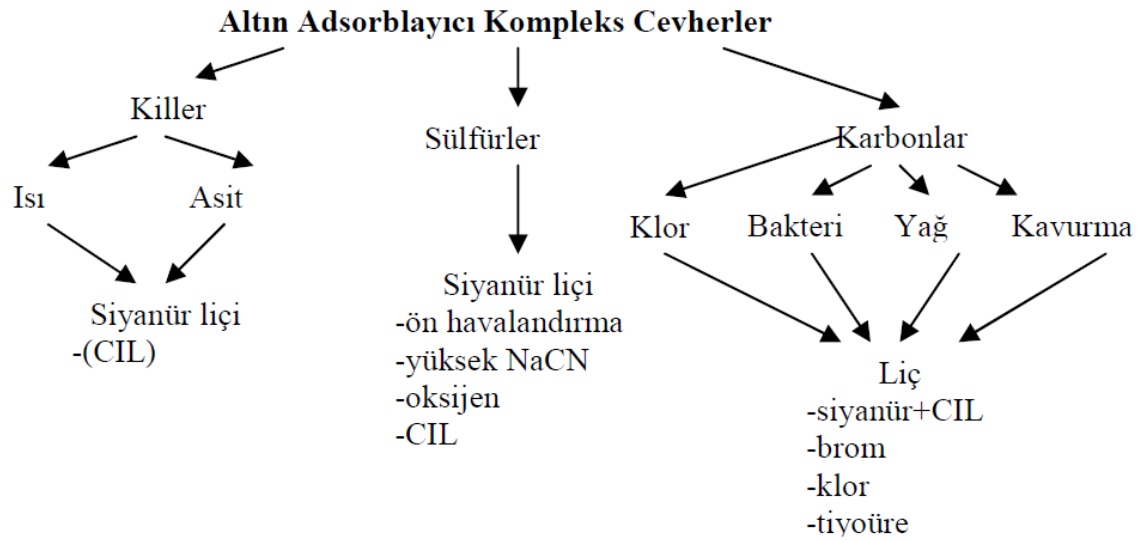 Altın Adsorblayıcı Kompleks Cevherler
Killer
Sülfürler
Karbonlar
Isı
Asit
Klor
Bakteri
Yağ
Kavurma
Siyanür liçi
-(CIL)
Siyanür liçi
-ön havalandırma
-yüksek NaCN
-oksijen
-CIL
Liç
-siyanür+CIL
-brom
-klor
-tiyoüre